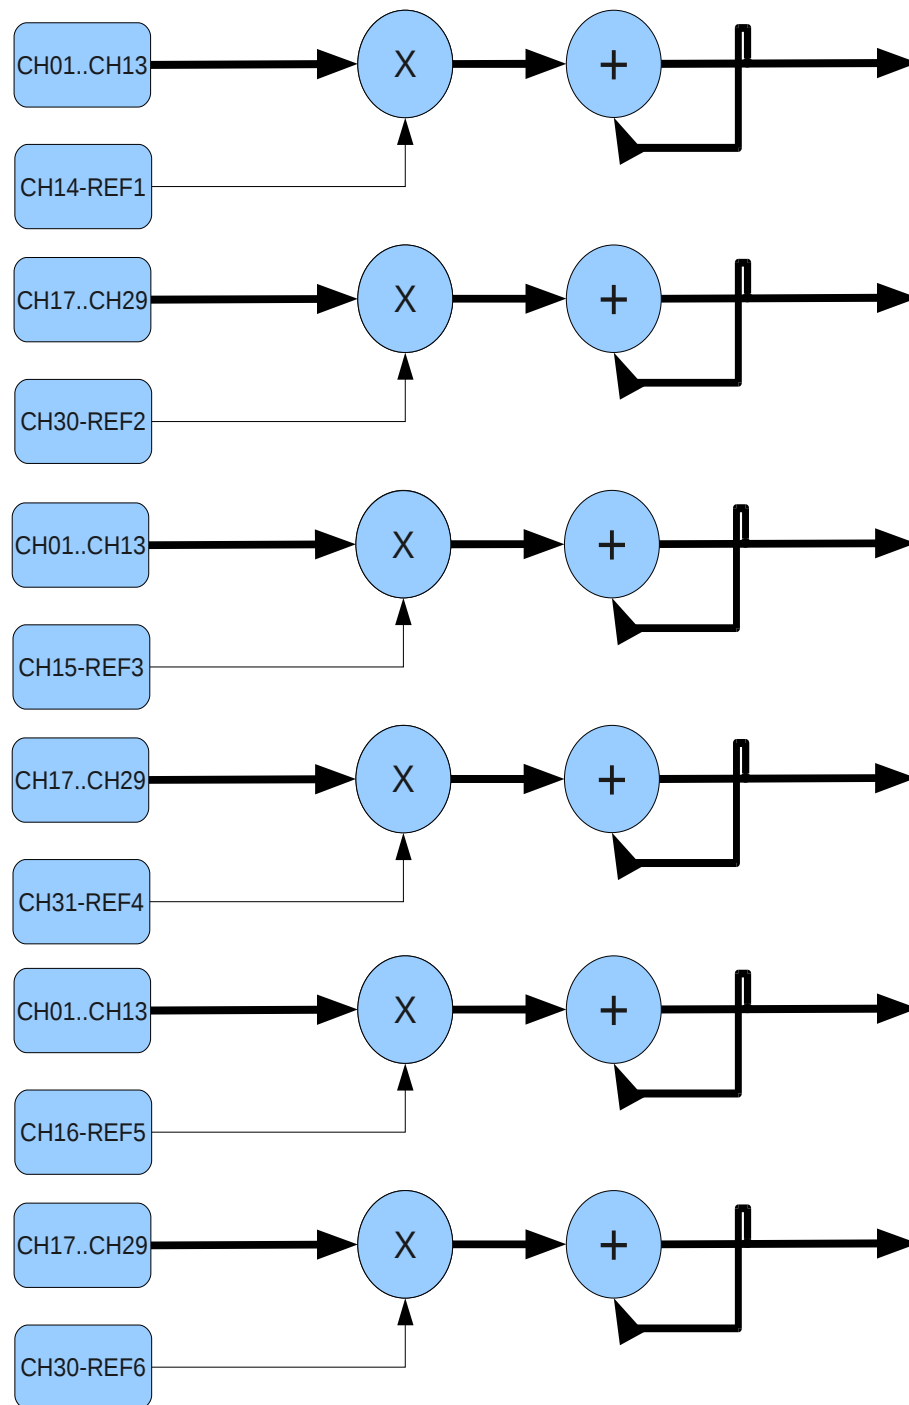 CH01..CH13
X
+
CH14-REF1
CH17..CH29
X
+
CH30-REF2
CH01..CH13
X
+
CH15-REF3
CH17..CH29
X
+
CH31-REF4
CH01..CH13
X
+
CH16-REF5
CH17..CH29
X
+
CH30-REF6